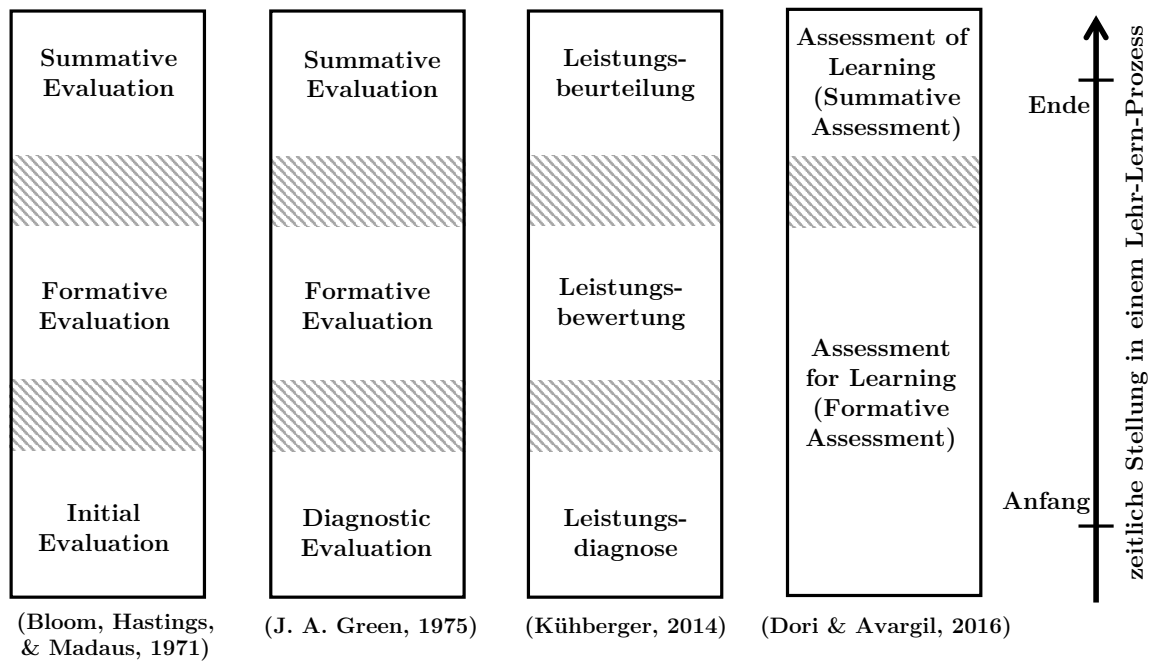 Summative
Evaluation
Formative
Evaluation
Initial
Evaluation
(Bloom, Hastings,
& Madaus, 1971)
Summative
Evaluation
Formative
Evaluation
Diagnostic
Evaluation
(J. A. Green, 1975)
Leistungs-
beurteilung
Leistungs-
bewertung
Leistungs-
diagnose
(Kühberger, 2014)
Assessment of
Learning
(Summative
Assessment)
Assessment
for Learning
(Formative
Assessment)
(Dori & Avargil, 2016)
Ende
Anfang
zeitliche Stellung in einem Lehr-Lern-Prozess